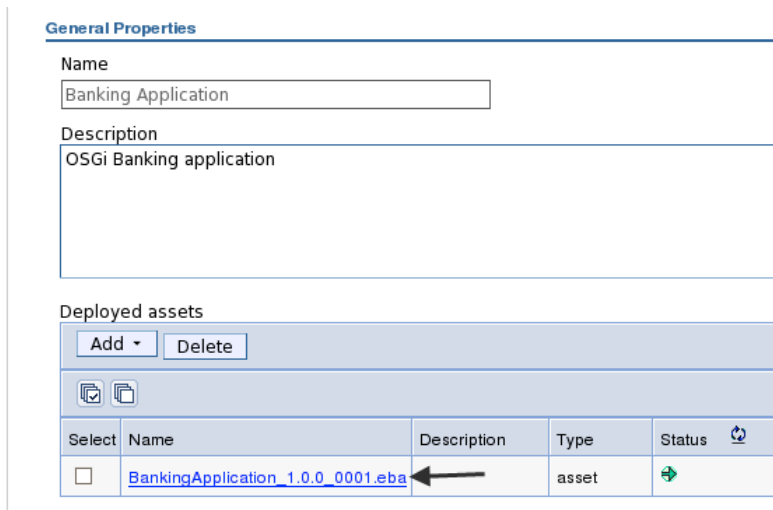 General Properties
Name
Banking Application
Description
OSGi Banking application
Deployed assets
Add Delete
Select Name Description Type Status
BankingApplication_1.0.0_0001.eba asset